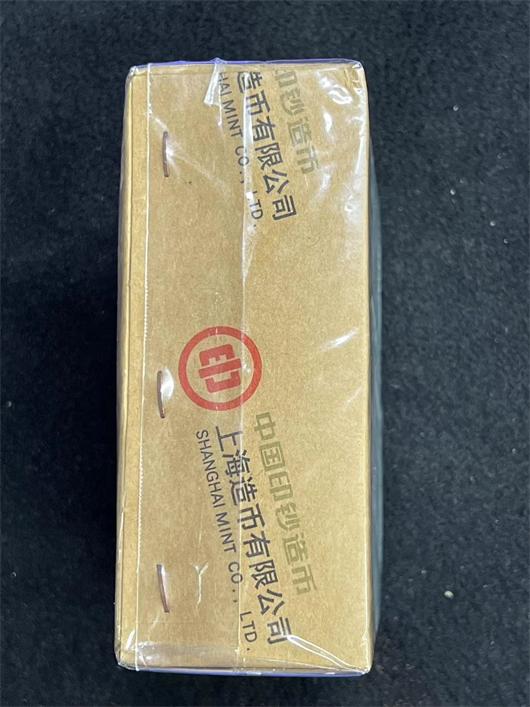 印钞造币
造币有限公司
HAI MINT CO., LTD.
中国印钞造币
上海造币有限公司
SHANGHAI MINT CO., LTD.